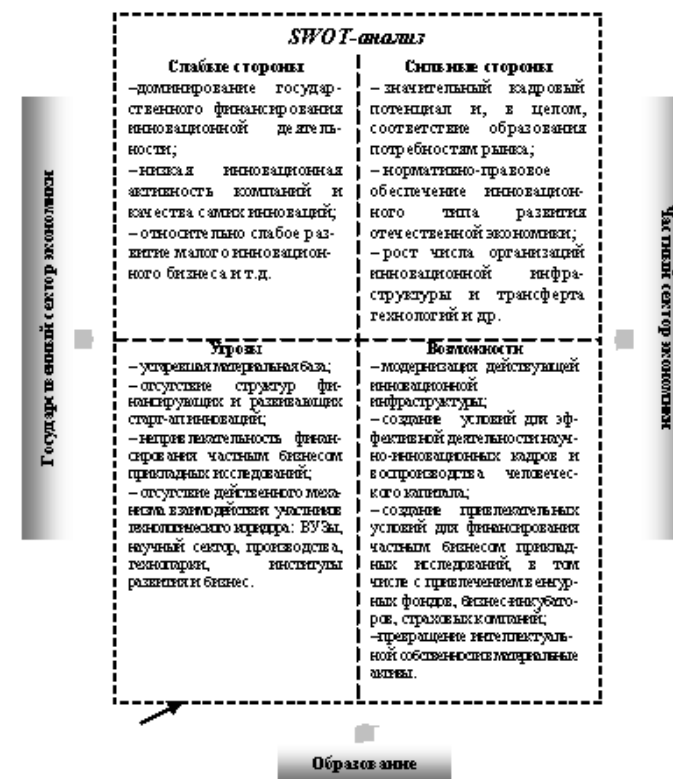 SWOT-анализ
Слабые стороны
–доминирование государ-
ственного финансирования
инновационной деятель-
ности;
–низкая инновационная
активность компаний и
качества самих инноваций;
–относительно слабое раз-
витие малого инновацион-
ного бизнеса и т.д.
Сильные стороны
–значительный кадровый
потенциал и, в целом,
соответствие образования
потребностям рынка;
–нормативно-правовое
обеспечение инновацион-
ного типа развития
отечественной экономики;
–рост числа организаций
инновационной инфра-
структуры и трансферта
технологий и др.
Угрозы
–устаревшая материальная база;
–отсутствие структур фи-
нансирующих и развивающих
старт-ап инноваций;
–непривлекательность финан-
сирования частным бизнесом
прикладных исследований;
–отсутствие действенного меха-
низма взаимодействия участников
технологического коридора: ВУЗы,
научный сектор, производства,
технопарки, институты
развития и бизнес.
Возможности
–модернизация действующей
инновационной
инфраструктуры;
–создание условий для эф-
фективной деятельности науч-
но-инновационных кадров и
воспроизводства человечес-
кого капитала;
–создание привлекательных
условий для финансирования
частным бизнесом приклад-
ных исследований, в том
числе с привлечением венчур-
ных фондов, бизнес-инкубато-
ров, страховых компаний;
–превращение интеллектуаль-
ной собственности в материальные
активы.
Государственный сектор экономики
Частный сектор экономики
Образование